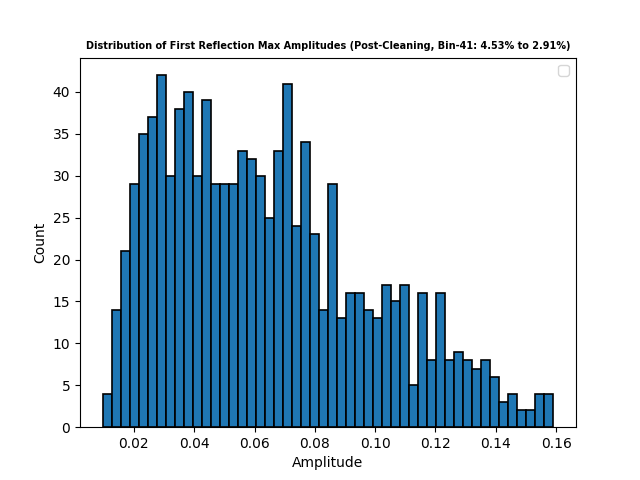 Distribution of First Reflection Max Amplitudes (Post-Cleaning, Bin-41: 4.53% to 2.91%)
40
35
30
25
20
15
10
5
0
Count
0.02 0.04 0.06 0.08 0.10 0.12 0.14 0.16
Amplitude